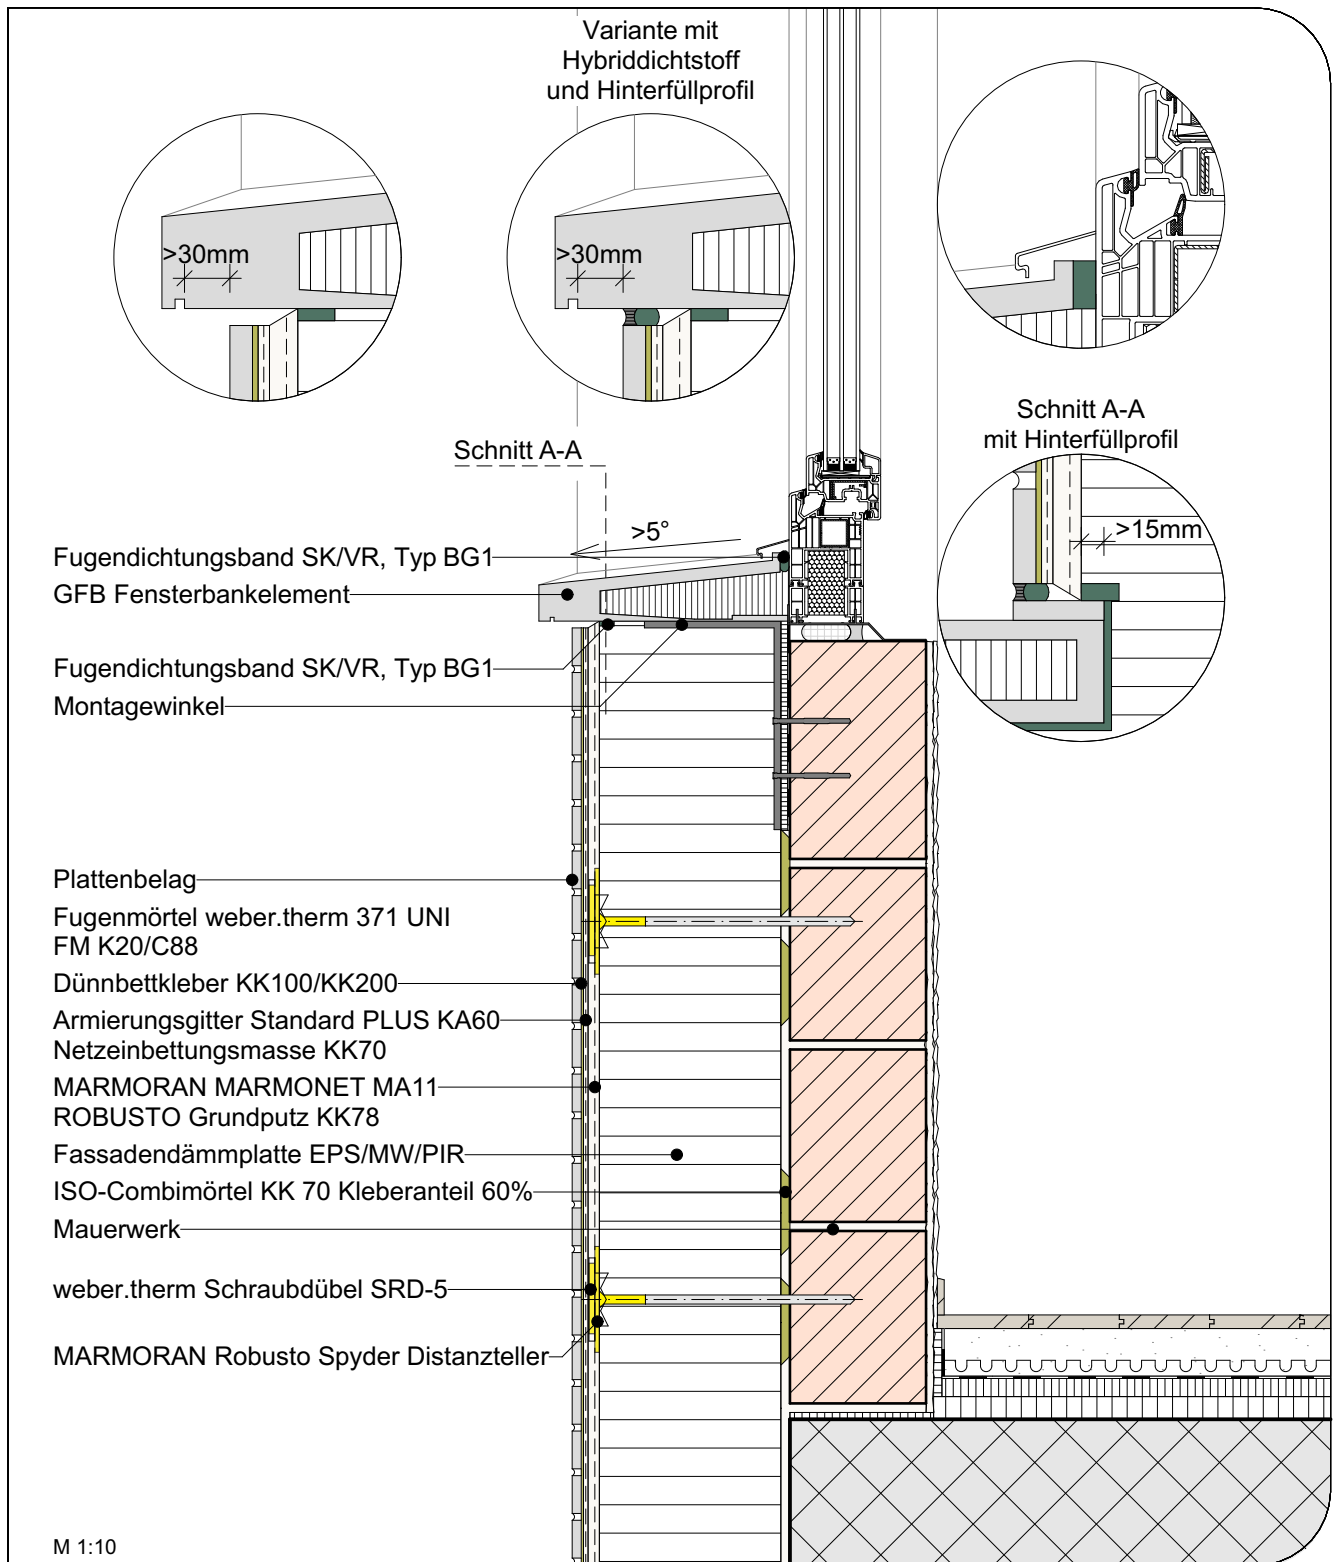 Variante mit
Hybriddichtstoff
und Hinterfüllprofil
>30mm
>30mm
Schnitt A-A
mit Hinterfüllprofil
>15mm
Schnitt A-A
>5°
Fugendichtungsband SK/VR, Typ BG1
GFB Fensterbankelement
Fugendichtungsband SK/VR, Typ BG1
Montagewinkel
Plattenbelag
Fugenmörtel weber.therm 371 UNI
FM K20/C88
Dünnbettkleber KK100/KK200
Armierungsgitter Standard PLUS KA60
Netzeinbettungsmasse KK70
MARMORAN MARMONET MA11
ROBUSTO Grundputz KK78
Fassadendämmplatte EPS/MW/PIR
ISO-Combimörtel KK 70 Kleberanteil 60%
Mauerwerk
weber.therm Schraubdübel SRD-5
MARMORAN Robusto Spyder Distanzteller
M 1:10